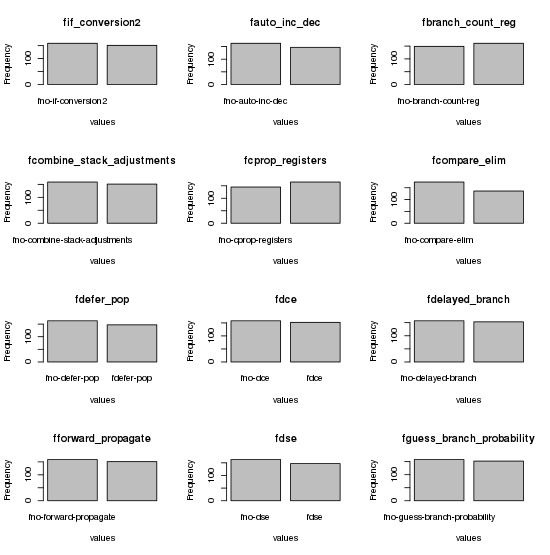 fif_conversion2
Frequency
0 100
fno-if-conversion2
values
fauto_inc_dec
Frequency
0 100
fno-auto-inc-dec
values
fbranch_count_reg
Frequency
0 100
fno-branch-count-reg
values
fcombine_stack_adjustments
Frequency
0 100
fno-combine-stack-adjustments
values
fcprop_registers
Frequency
0 100
fno-cprop-registers
values
fcompare_elim
Frequency
0 100
fno-compare-elim
values
fdefer_pop
Frequency
0 100
fno-defer-pop fdefer-pop
values
fdce
Frequency
0 100
fno-dce fdce
values
fdelayed_branch
Frequency
0 100
fno-delayed-branch
values
fforward_propagate
Frequency
0 100
fno-forward-propagate
values
fdse
Frequency
0 100
fno-dse fdse
values
fguess_branch_probability
Frequency
0 100
fno-guess-branch-probability
values